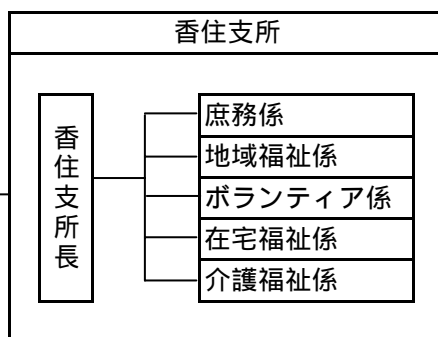 香住支所
香住支所長
庶務係
地域福祉係
ボランティア係
在宅福祉係
介護福祉係